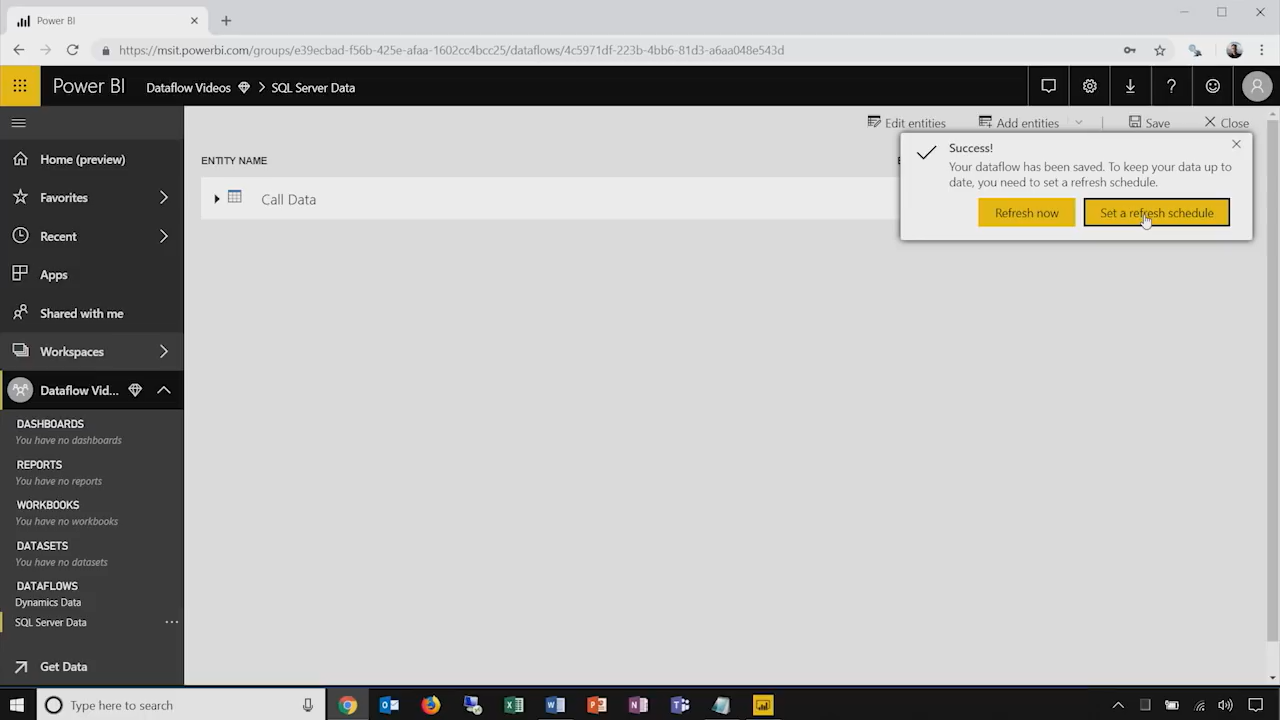 Power BI
https://msit.powerbi.com/groups/e39ecbad-f56b-425e-afaa-1602cc4bcc25/dataflows/4c5971df-223b-4bb6-81d3-a6aa048e543d
Power BI
Dataflow Videos > SQL Server Data
Edit entities
Add entities
Save
Close
Home (preview)
Favorites
Recent
Apps
Shared with me
Workspaces
Dataflow Vid...
DASHBOARDS
You have no dashboards
REPORTS
You have no reports
WORKBOOKS
You have no workbooks
DATASETS
You have no datasets
DATAFLOWS
Dynamics Data
SQL Server Data
Get Data
ENTITY NAME
Call Data
Success!
Your dataflow has been saved. To keep your data up to
date, you need to set a refresh schedule.
Refresh now
Set a refresh schedule
Type here to search